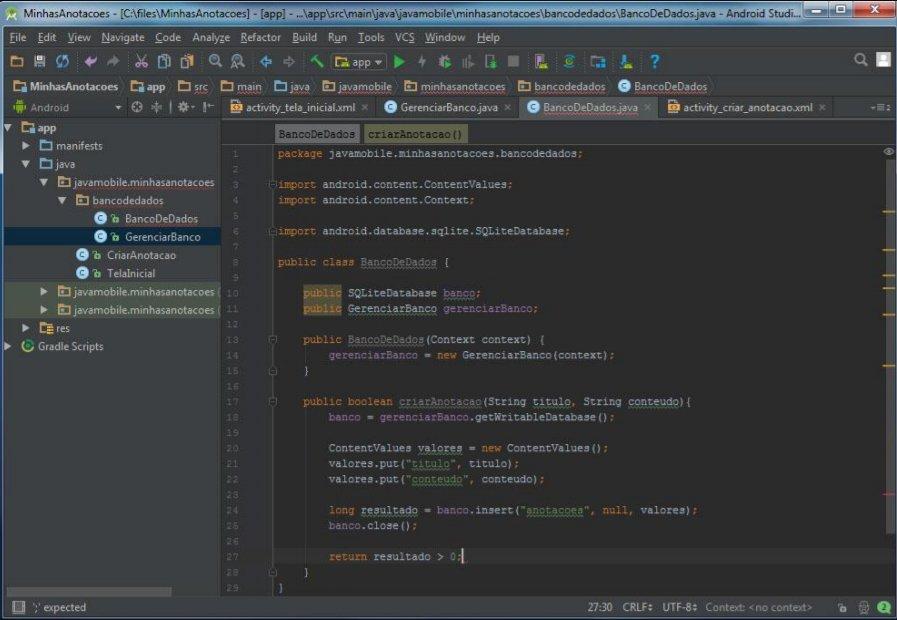 MinhasAnotacoes - [C:\files\MinhasAnotacoes] - [app] - ...\app\src\main\java\javamobile\minhasanotacoes\bancodedados\BancoDeDados.java - Android Studi...
File Edit View Navigate Code Analyze Refactor Build Run Tools VCS Window Help
app
MinhasAnotacoes app src main java javamobile minhasanotacoes bancodedados BancoDeDados
Android activity_tela_inicial.xml GerenciarBanco.java BancoDeDados.java activity_criar_anotacao.xml
app
manifests
java
javamobile.minhasanotacoes
bancodedados
BancoDeDados
GerenciarBanco
CriarAnotacao
TelaInicial
javamobile.minhasanotacoes (
javamobile.minhasanotacoes (
res
Gradle Scripts
BancoDeDados criarAnotacao()
1 package javamobile.minhasanotacoes.bancodedados;
2
3 import android.content.ContentValues;
4 import android.content.Context;
5
6 import android.database.sqlite.SQLiteDatabase;
7
8 public class BancoDeDados {
9
10 public SQLiteDatabase banco;
11 public GerenciarBanco gerenciarBanco;
12
13 public BancoDeDados(Context context) {
14 gerenciarBanco = new GerenciarBanco(context);
15 }
16
17 public boolean criarAnotacao(String titulo, String conteudo){
18 banco = gerenciarBanco.getWritableDatabase();
19
20 ContentValues valores = new ContentValues();
21 valores.put("titulo", titulo);
22 valores.put("conteudo", conteudo);
23
24 long resultado = banco.insert("anotacoes", null, valores);
25 banco.close();
26
27 return resultado > 0;
28 }
29 }
';' expected 27:30 CRLF UTF-8 Context: <no context> 2